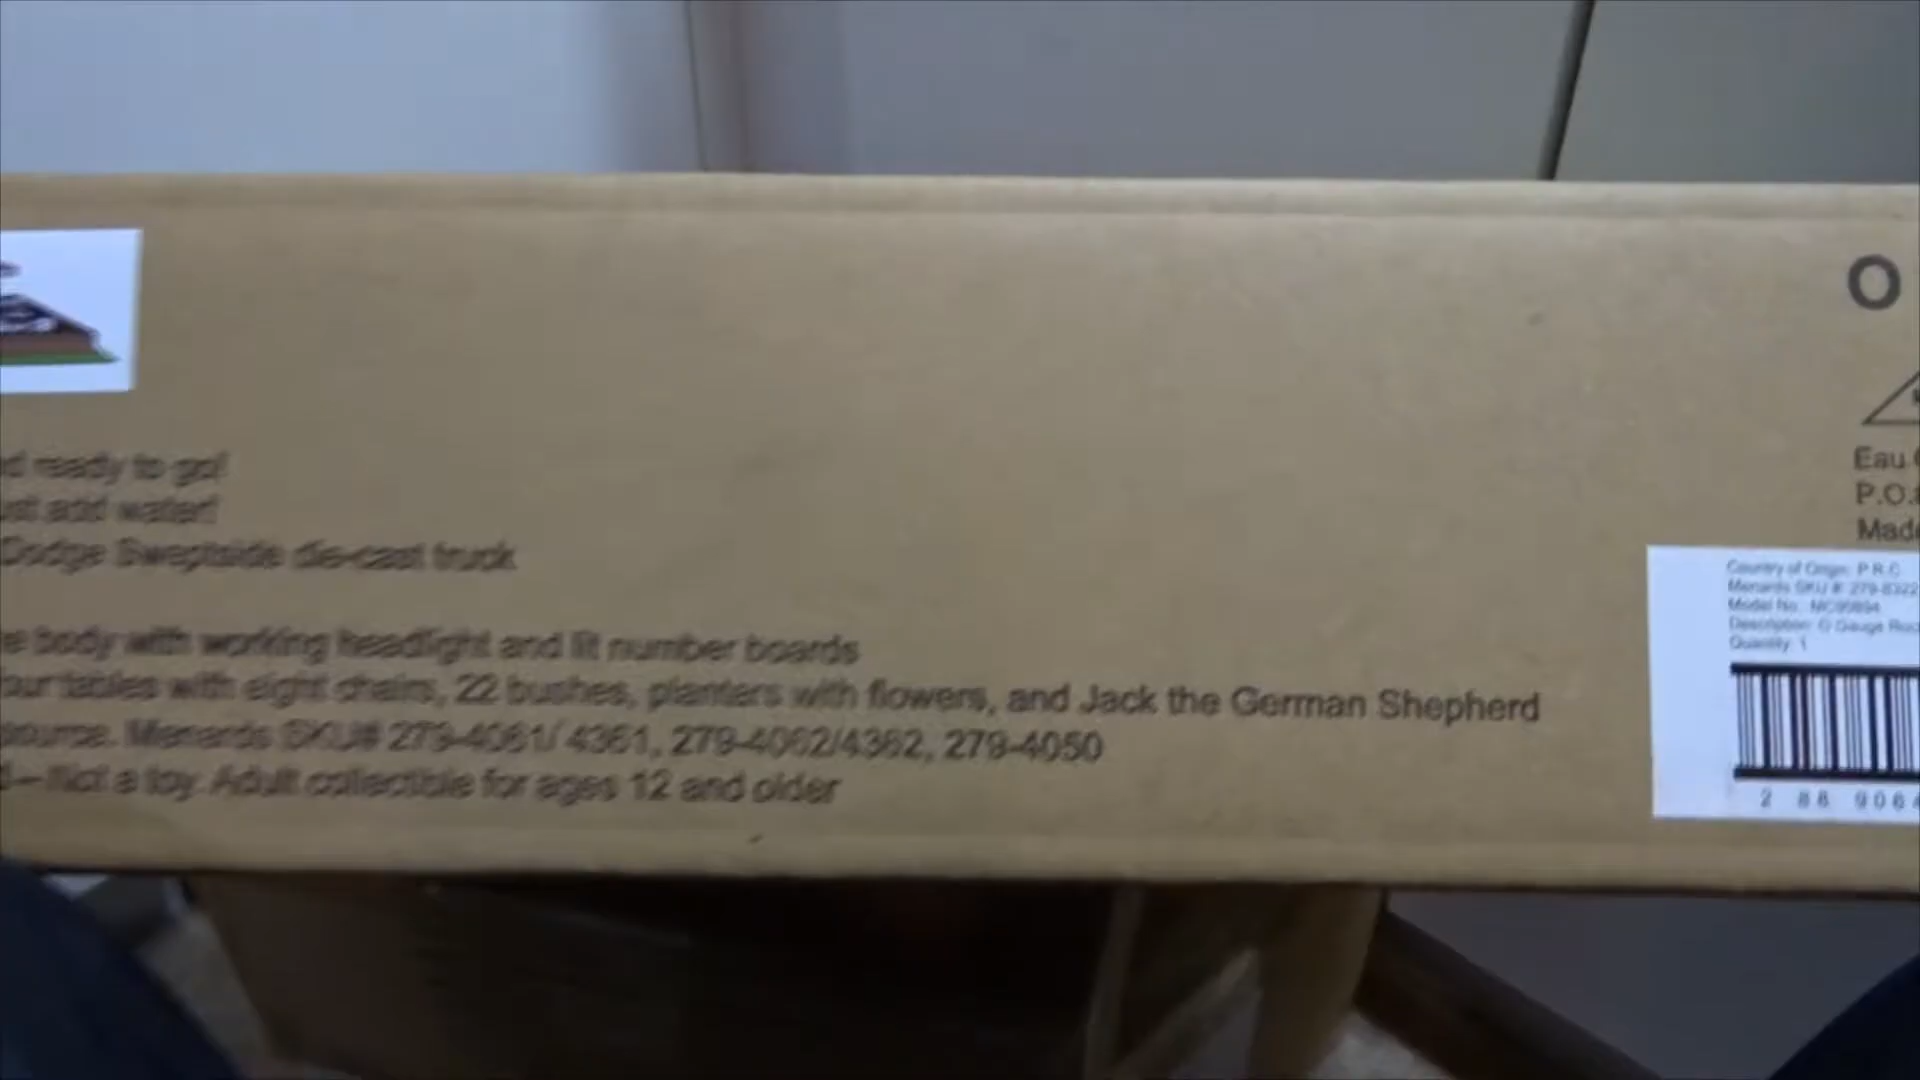 O
ready to go!
add water!
Dodge Sweptside die-cast truck
Eau
P.O.
Made
body with working headlight and lit number boards
tables with eight chairs, 22 bushes, planters with flowers, and Jack the German Shepherd
source. Menards SKU# 279-4061/ 4361, 279-4062/4362, 279-4050
Not a toy. Adult collectible for ages 12 and older
Country of Origin: P.R.C.
Menards SKU #: 279-8322
Model No.:
Description: O Gauge
Quantity: 1
2 88 906